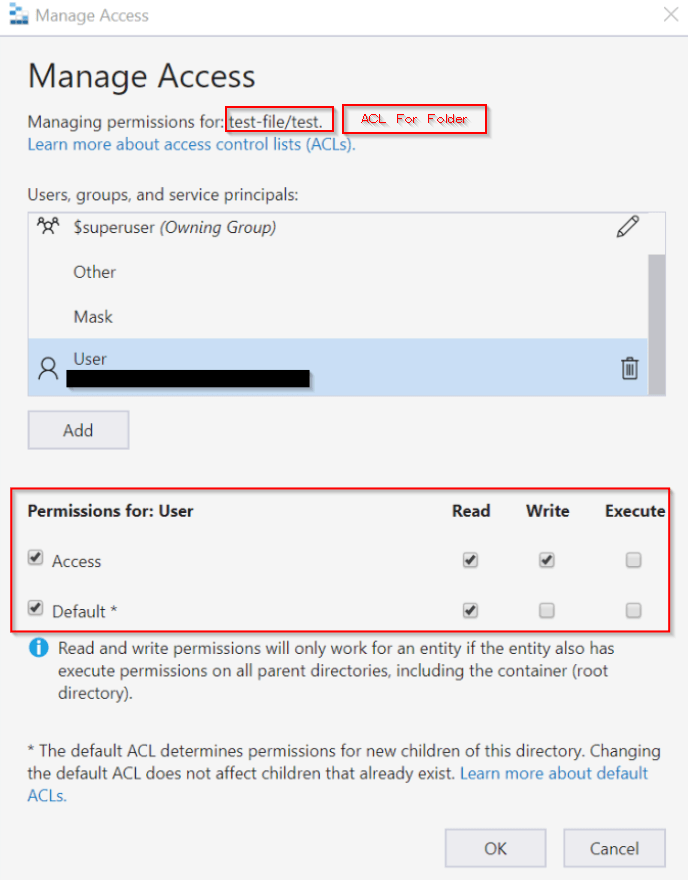 Manage Access
Manage Access
Managing permissions for: test-file/test.
ACL For Folder
Learn more about access control lists (ACLs).
Users, groups, and service principals:
$superuser (Owning Group)
Other
Mask
User
Add
Permissions for: User Read Write Execute
Access
Default *
Read and write permissions will only work for an entity if the entity also has
execute permissions on all parent directories, including the container (root
directory).
* The default ACL determines permissions for new children of this directory. Changing
the default ACL does not affect children that already exist. Learn more about default
ACLs.
OK Cancel